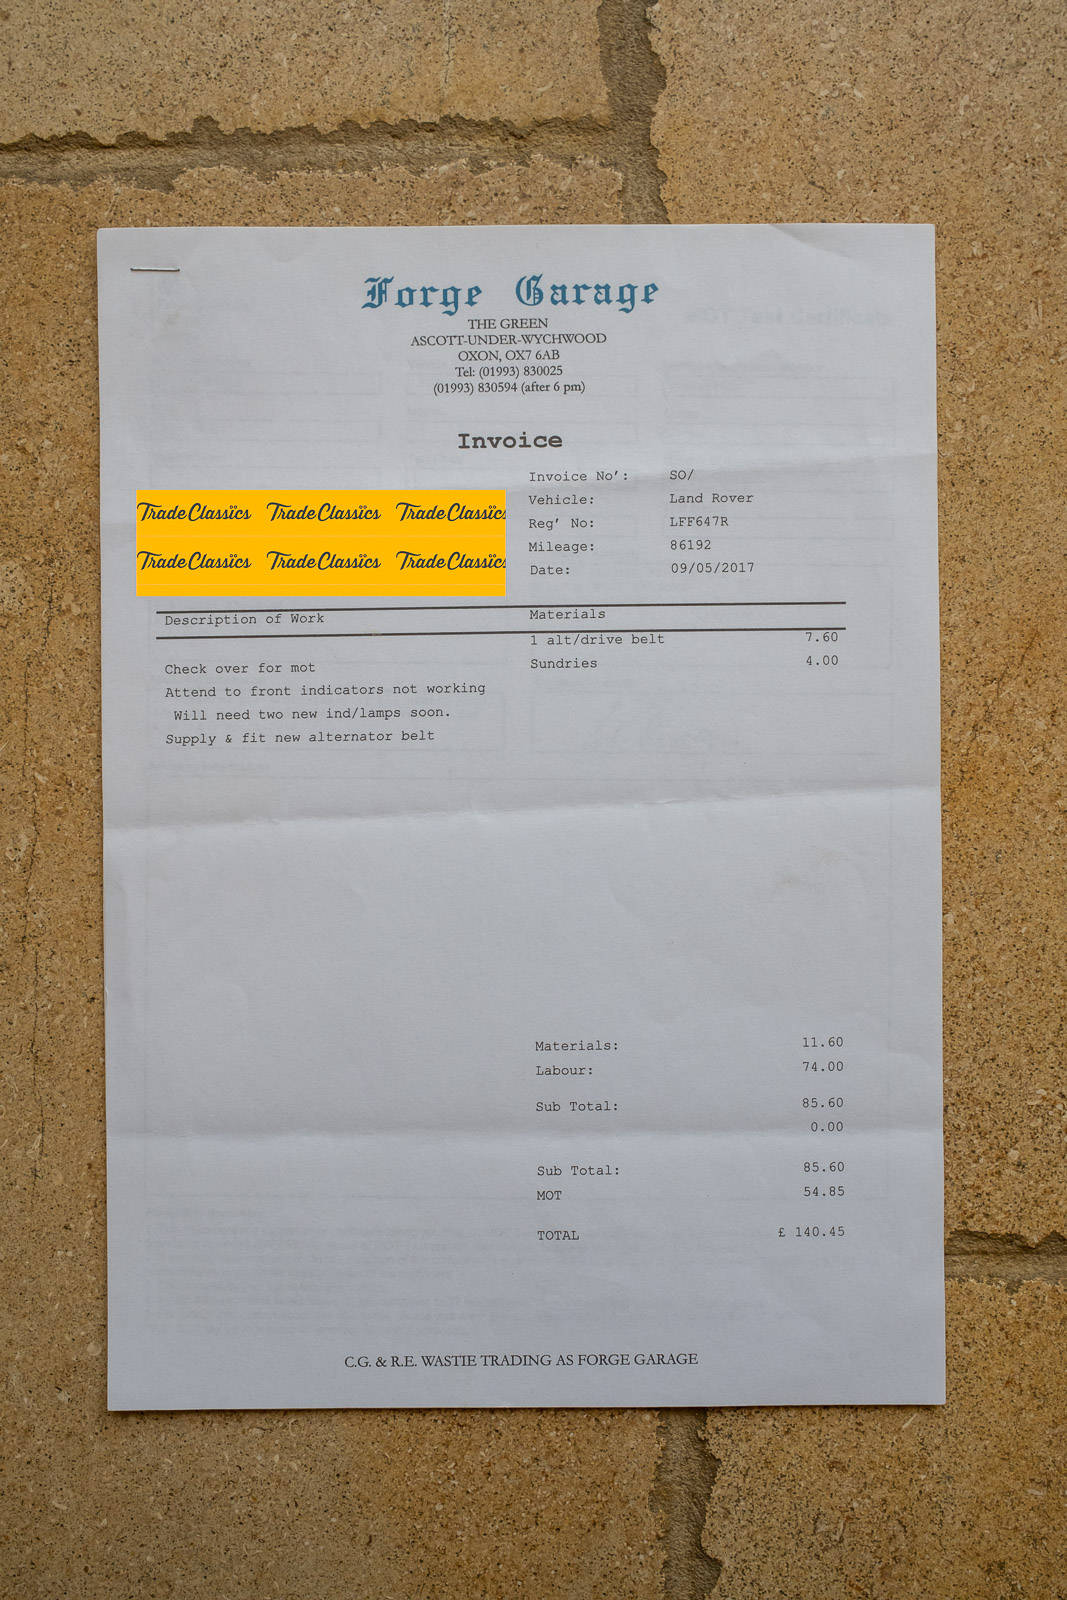 Forge Garage
THE GREEN
ASCOTT-UNDER-WYCHWOOD
OXON, OX7 6AB
Tel: (01993) 830025
(01993) 830594 (after 6 pm)
Invoice
Invoice No’: SO/
Vehicle: Land Rover
Reg’ No: LFF647R
Mileage: 86192
Date: 09/05/2017
Trade Classics Trade Classics Trade Classics
Trade Classics Trade Classics Trade Classics
Description of Work Materials
1 alt/drive belt 7.60
Check over for mot Sundries 4.00
Attend to front indicators not working
Will need two new ind/lamps soon.
Supply & fit new alternator belt
Materials: 11.60
Labour: 74.00
Sub Total: 85.60
0.00
Sub Total: 85.60
MOT 54.85
TOTAL £ 140.45
C.G. & R.E. WASTIE TRADING AS FORGE GARAGE